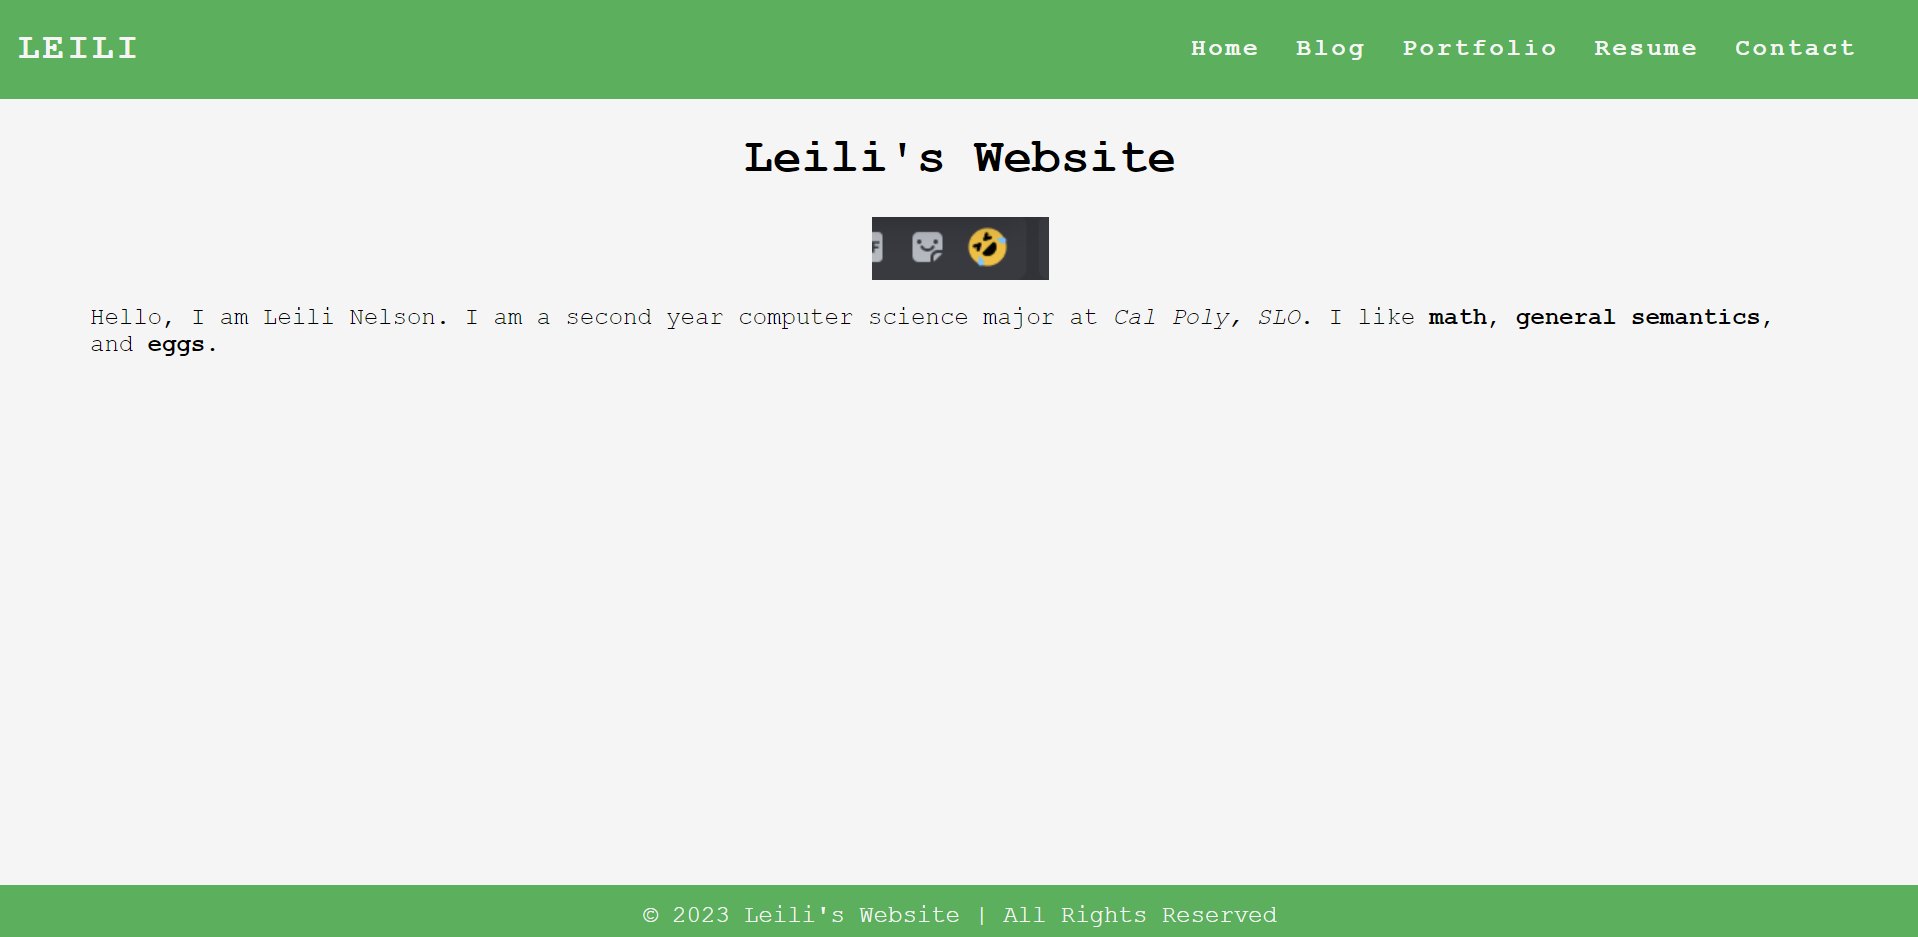 LEILI
Home Blog Portfolio Resume Contact
Leili's Website
Hello, I am Leili Nelson. I am a second year computer science major at Cal Poly, SLO. I like math, general semantics,
and eggs.
© 2023 Leili's Website | All Rights Reserved